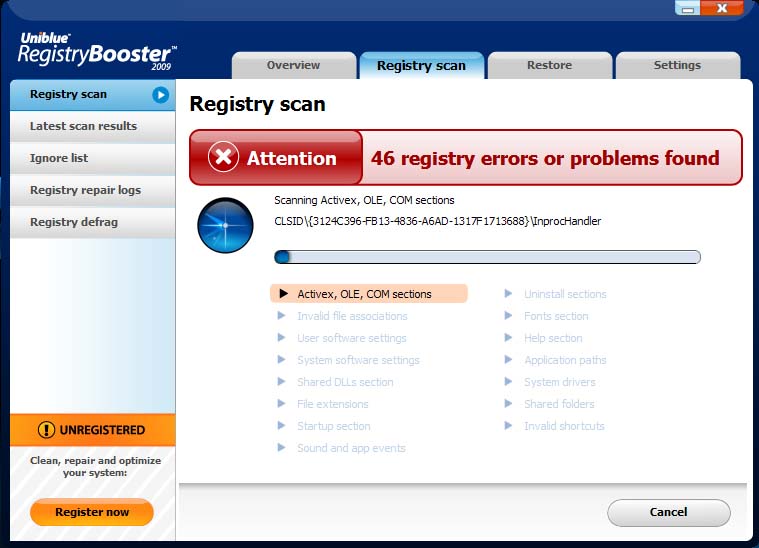 Uniblue
RegistryBooster™
2009
Overview
Registry scan
Restore
Settings
Registry scan
Latest scan results
Ignore list
Registry repair logs
Registry defrag
UNREGISTERED
Clean, repair and optimize
your system:
Register now
Registry scan
Attention
46 registry errors or problems found
Scanning Activex, OLE, COM sections
CLSID\{3124C396-FB13-4836-A6AD-1317F1713688}\InprocHandler
Activex, OLE, COM sections
Invalid file associations
User software settings
System software settings
Shared DLLs section
File extensions
Startup section
Sound and app events
Uninstall sections
Fonts section
Help section
Application paths
System drivers
Shared folders
Invalid shortcuts
Cancel